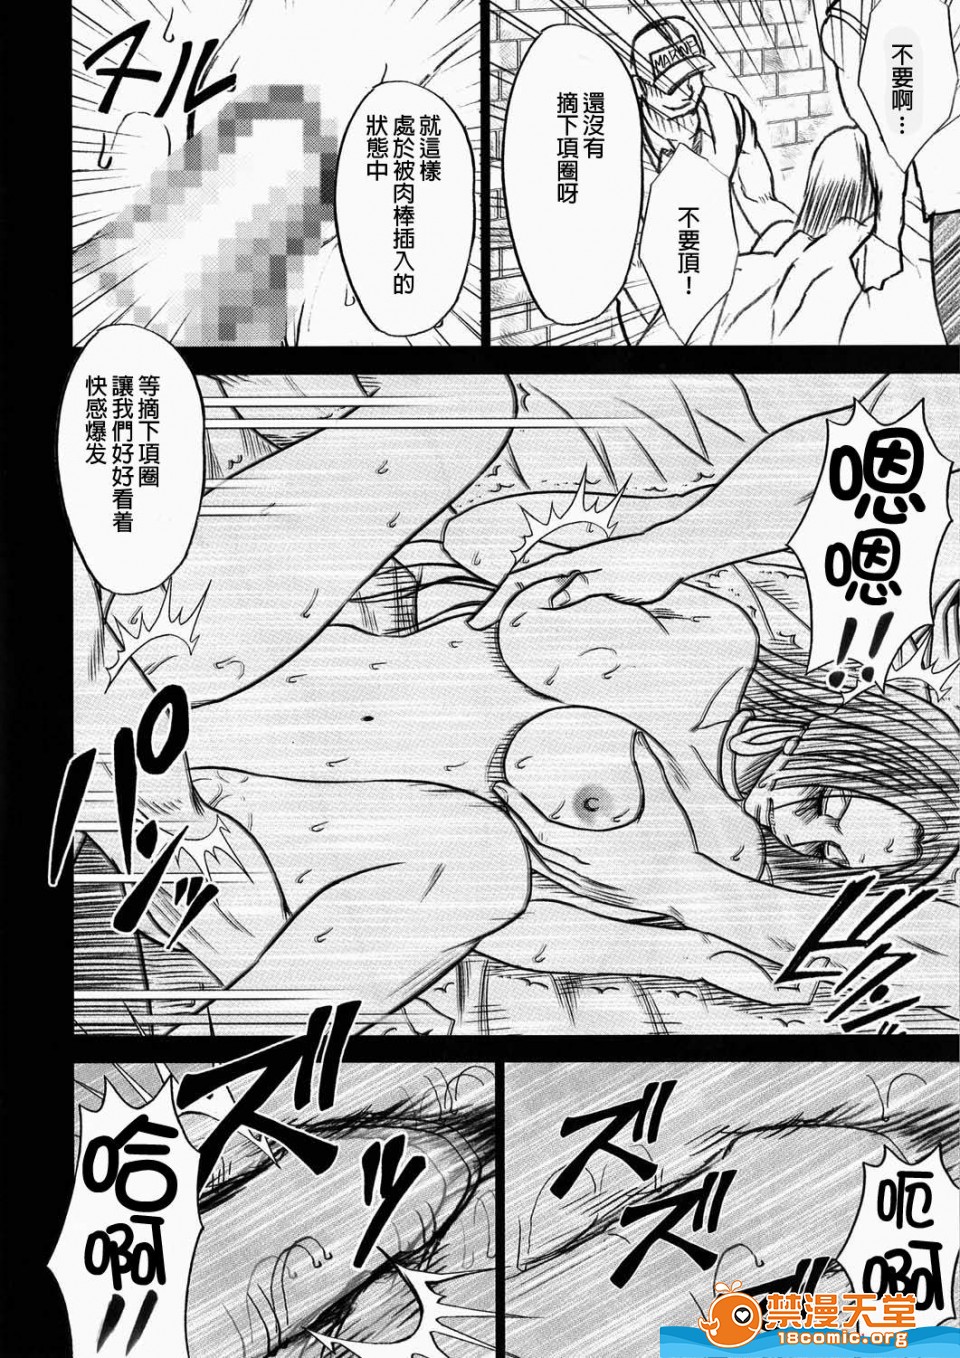 不要啊…
MARINE
還沒有
摘下項圈呀
不要頂！
就這樣
處於被肉棒插入的
狀態中
ヌル
等摘下項圈
讓我們好好看着
快感爆发
嗯嗯!!
パン
ビクッ
呃啊
ズッ
ズッ
ズッ
哈啊!!
禁漫天堂
18comic.org